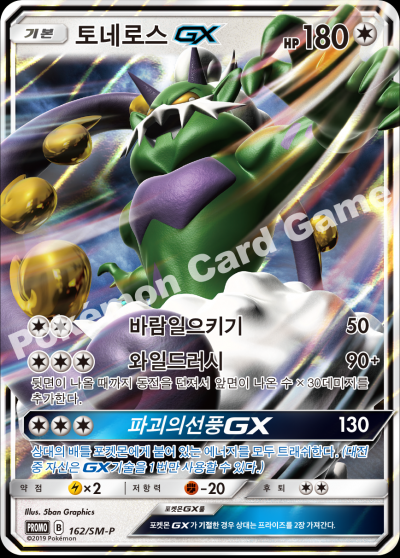 기본 토네로스 GX HP 180
바람일으키기 50
와일드러시 90+
뒷면이 나올 때까지 동전을 던져서 앞면이 나온 수 ×30데미지를
추가한다.
파괴의선풍GX 130
상대의 배틀 포켓몬에게 붙어 있는 에너지를 모두 트래쉬한다. (대전
중 자신은 GX기술을 1번만 사용할 수 있다.)
약점 ×2 저항력 -20 후퇴
Illus. 5ban Graphics
포켓몬GX룰
PROMO B 162/SM-P
포켓몬 GX가 기절한 경우 상대는 프라이즈를 2장 가져간다.
©2019 Pokémon
Pokémon Card Game